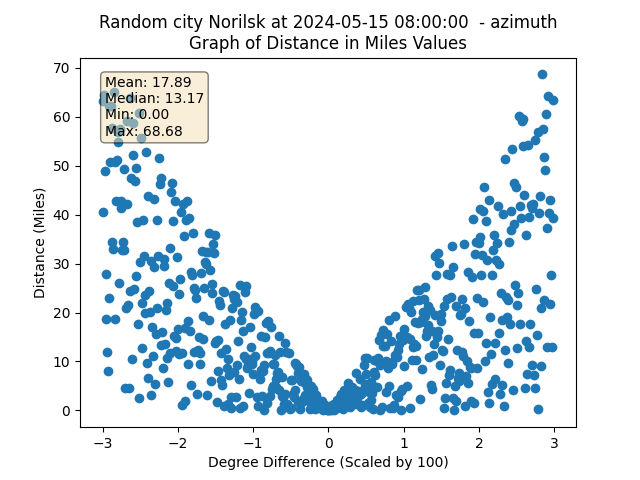 Random city Norilsk at 2024-05-15 08:00:00  - azimuth
Graph of Distance in Miles Values
Mean: 17.89
Median: 13.17
Min: 0.00
Max: 68.68
70
60
50
40
30
20
10
0
Distance (Miles)
−3
−2
−1
0
1
2
3
Degree Difference (Scaled by 100)